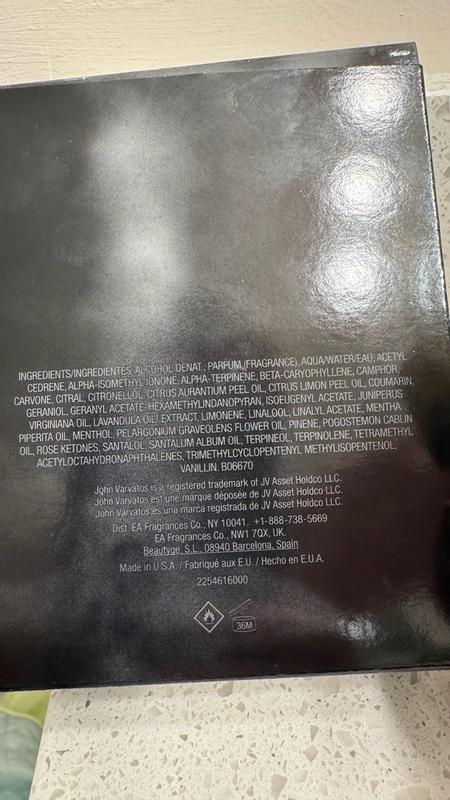 INGREDIENTS/INGREDIENTES: ALCOHOL DENAT., PARFUM (FRAGRANCE), AQUA/WATER/EAU, ACETYL
CEDRENE, ALPHA-ISOMETHYL IONONE, ALPHA-TERPINENE, BETA-CARYOPHYLLENE, CAMPHOR,
CARVONE, CITRAL, CITRONELLOL, CITRUS AURANTIUM PEEL OIL, CITRUS LIMON PEEL OIL, COUMARIN,
GERANIOL, GERANYL ACETATE, HEXAMETHYLINDANOPYRAN, ISOEUGENYL ACETATE, JUNIPERUS
VIRGINIANA OIL, LAVANDULA OIL/ EXTRACT, LIMONENE, LINALOOL, LINALYL ACETATE, MENTHA
PIPERITA OIL, MENTHOL, PELARGONIUM GRAVEOLENS FLOWER OIL, PINENE, POGOSTEMON CABLIN
OIL, ROSE KETONES, SANTALOL, SANTALUM ALBUM OIL, TERPINEOL, TERPINOLENE, TETRAMETHYL
ACETYLOCTAHYDRONAPHTHALENES, TRIMETHYLCYCLOPENTENYL METHYLISOPENTENOL,
VANILLIN. B06670
John Varvatos is a registered trademark of JV Asset Holdco LLC.
John Varvatos est une marque déposée de JV Asset Holdco LLC.
John Varvatos es una marca registrada de JV Asset Holdco LLC.
Dist. EA Fragrances Co., NY 10041. +1-888-738-5669
EA Fragrances Co., NW1 7QX, UK.
Beautyge, S.L., 08940 Barcelona, Spain
Made in U.S.A. / Fabriqué aux E.U. / Hecho en E.U.A.
2254616000
36M